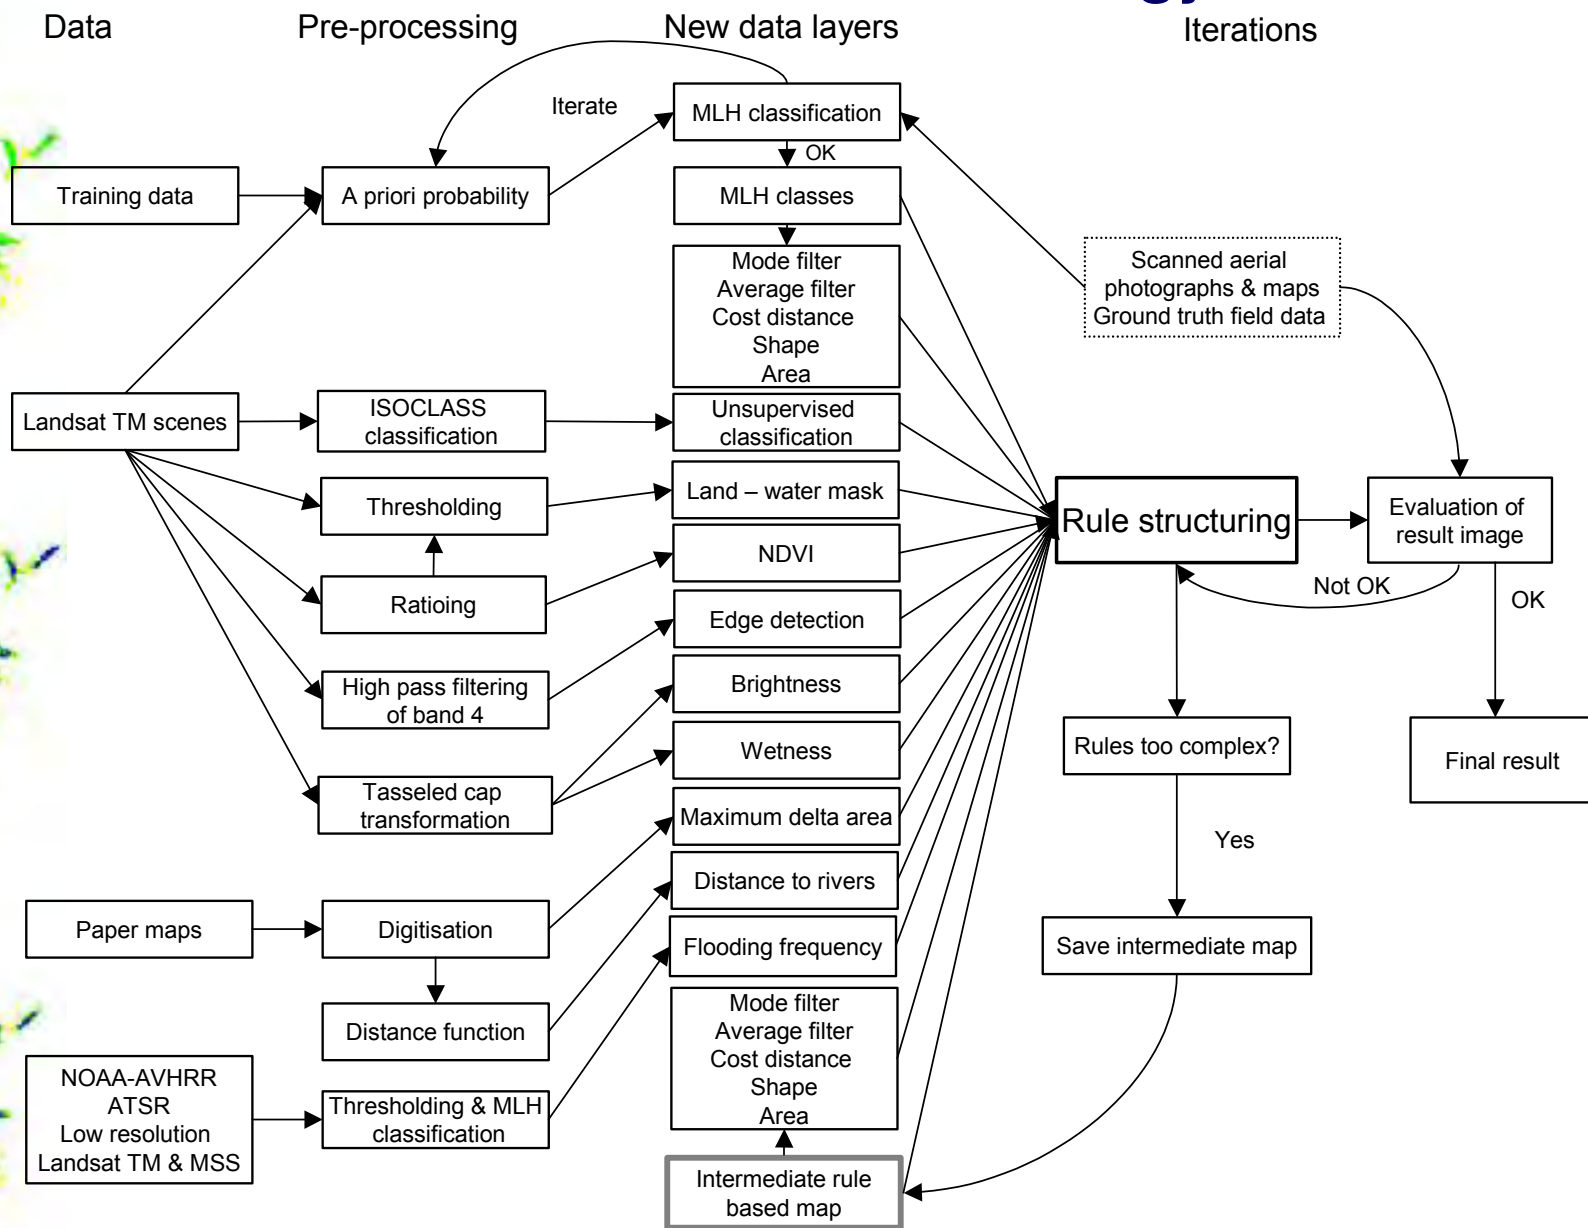 Data
Pre-processing
New data layers
Iterations
Iterate
MLH classification
OK
Training data
A priori probability
MLH classes
Mode filter
Average filter
Cost distance
Shape
Area
Scanned aerial
photographs & maps
Ground truth field data
Landsat TM scenes
ISOCLASS
classification
Unsupervised
classification
Thresholding
Land – water mask
Rule structuring
Evaluation of
result image
NDVI
Ratioing
Not OK
OK
Edge detection
High pass filtering
of band 4
Brightness
Wetness
Rules too complex?
Final result
Tasseled cap
transformation
Maximum delta area
Yes
Distance to rivers
Paper maps
Digitisation
Flooding frequency
Save intermediate map
Distance function
Mode filter
Average filter
Cost distance
Shape
Area
NOAA-AVHRR
ATSR
Low resolution
Landsat TM & MSS
Thresholding & MLH
classification
Intermediate rule
based map